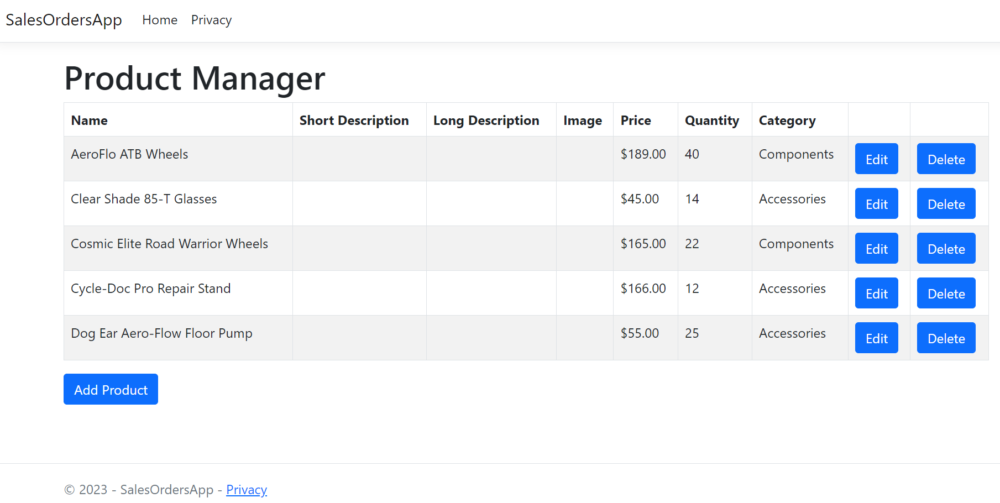 SalesOrdersApp Home Privacy
Product Manager
Name Short Description Long Description Image Price Quantity Category
AeroFlo ATB Wheels $189.00 40 Components Edit Delete
Clear Shade 85-T Glasses $45.00 14 Accessories Edit Delete
Cosmic Elite Road Warrior Wheels $165.00 22 Components Edit Delete
Cycle-Doc Pro Repair Stand $166.00 12 Accessories Edit Delete
Dog Ear Aero-Flow Floor Pump $55.00 25 Accessories Edit Delete
Add Product
© 2023 - SalesOrdersApp - Privacy